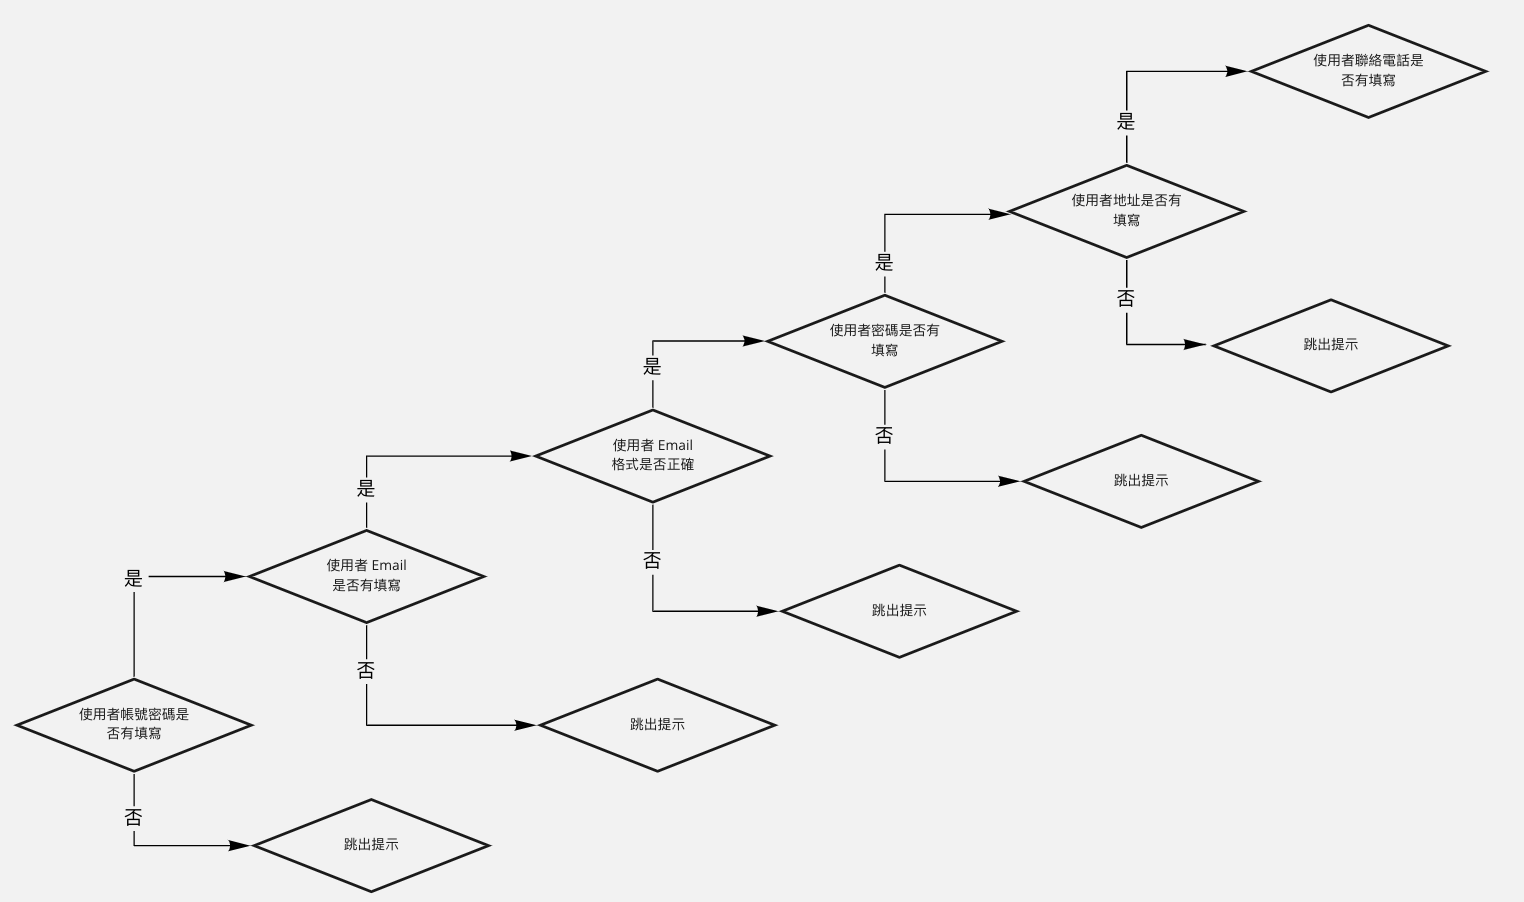 使用者聯絡電話是
否有填寫
是
使用者地址是否有
填寫
是
否
使用者密碼是否有
填寫
跳出提示
是
否
使用者 Email
格式是否正確
跳出提示
是
否
使用者 Email
是否有填寫
跳出提示
是
否
使用者帳號密碼是
否有填寫
跳出提示
否
跳出提示